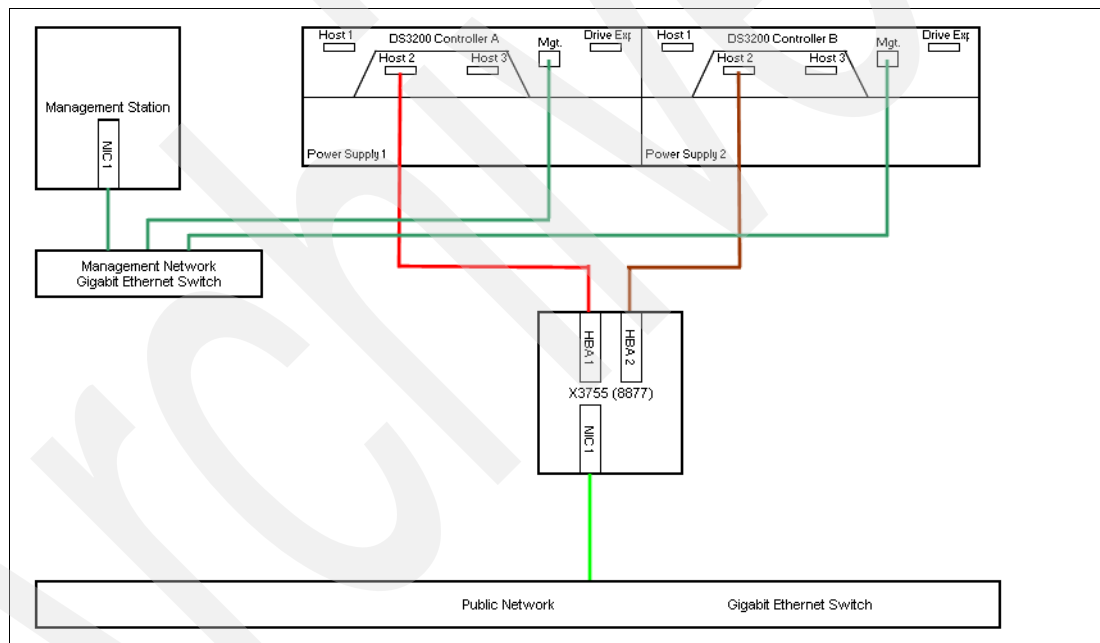 Host 1
DS3200 Controller A
Mgt.
Drive Exp
Host 1
DS3200 Controller B
Mgt.
Drive Exp
Host 2
Host 3
Host 2
Host 3
Management Station
NIC 1
Power Supply 1
Power Supply 2
Management Network
Gigabit Ethernet Switch
HBA 1
HBA 2
X3755 (8877)
NIC 1
Public Network
Gigabit Ethernet Switch